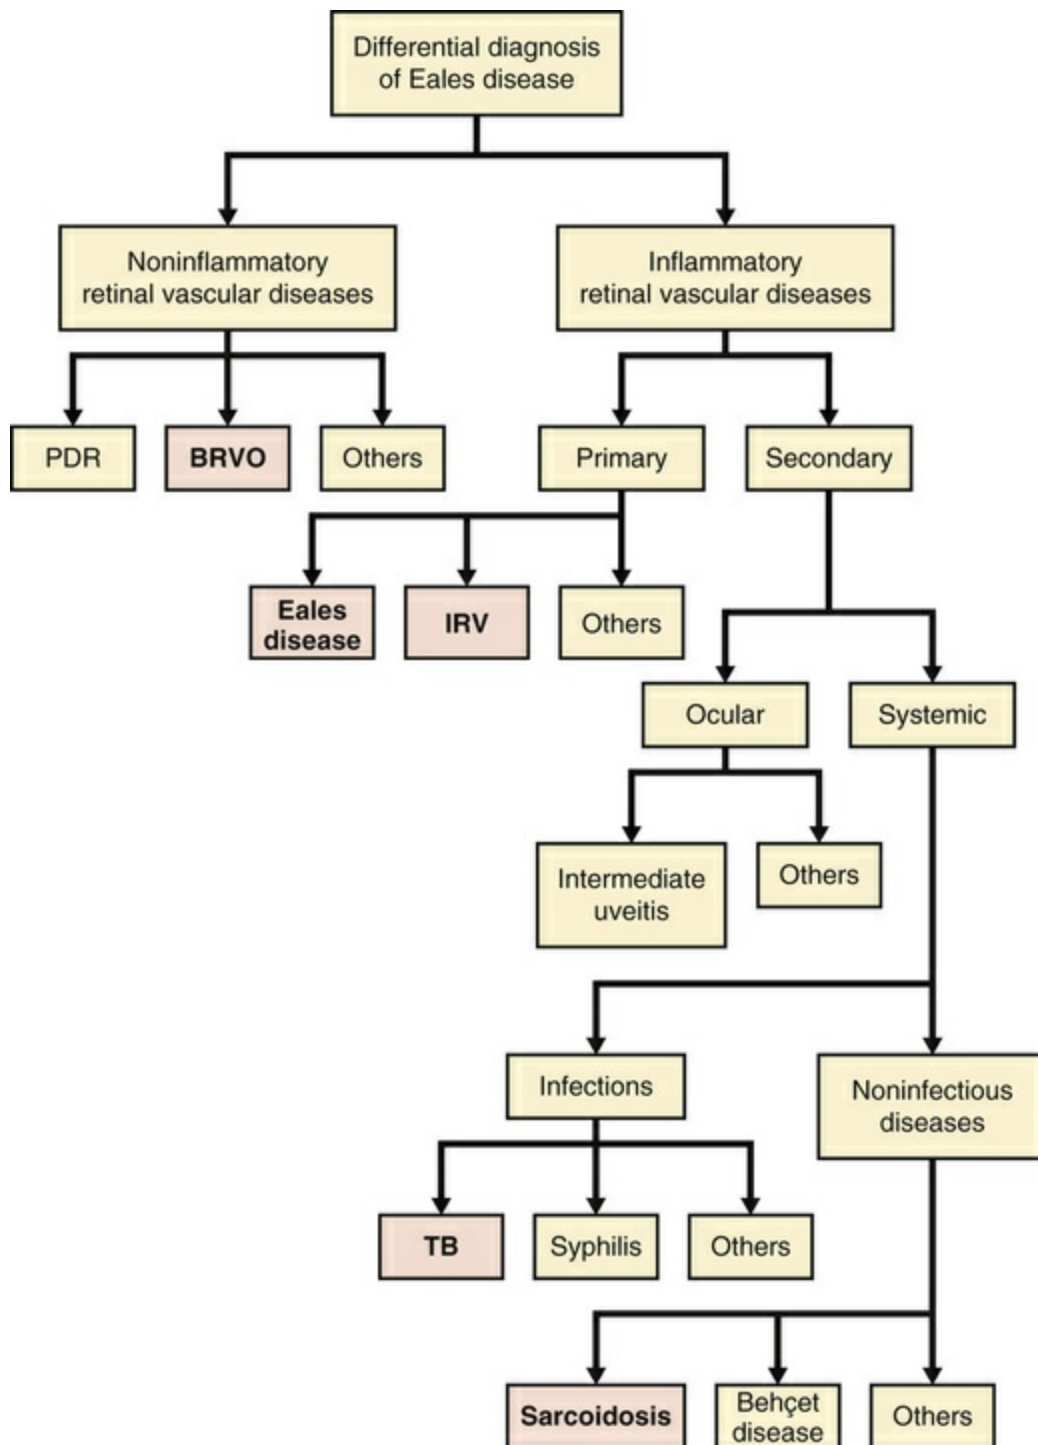 Differential diagnosis
of Eales disease
Noninflammatory
retinal vascular diseases
Inflammatory
retinal vascular diseases
PDR
BRVO
Others
Primary
Secondary
Eales
disease
IRV
Others
Ocular
Systemic
Intermediate
uveitis
Others
Infections
Noninfectious
diseases
TB
Syphilis
Others
Sarcoidosis
Behçet
disease
Others